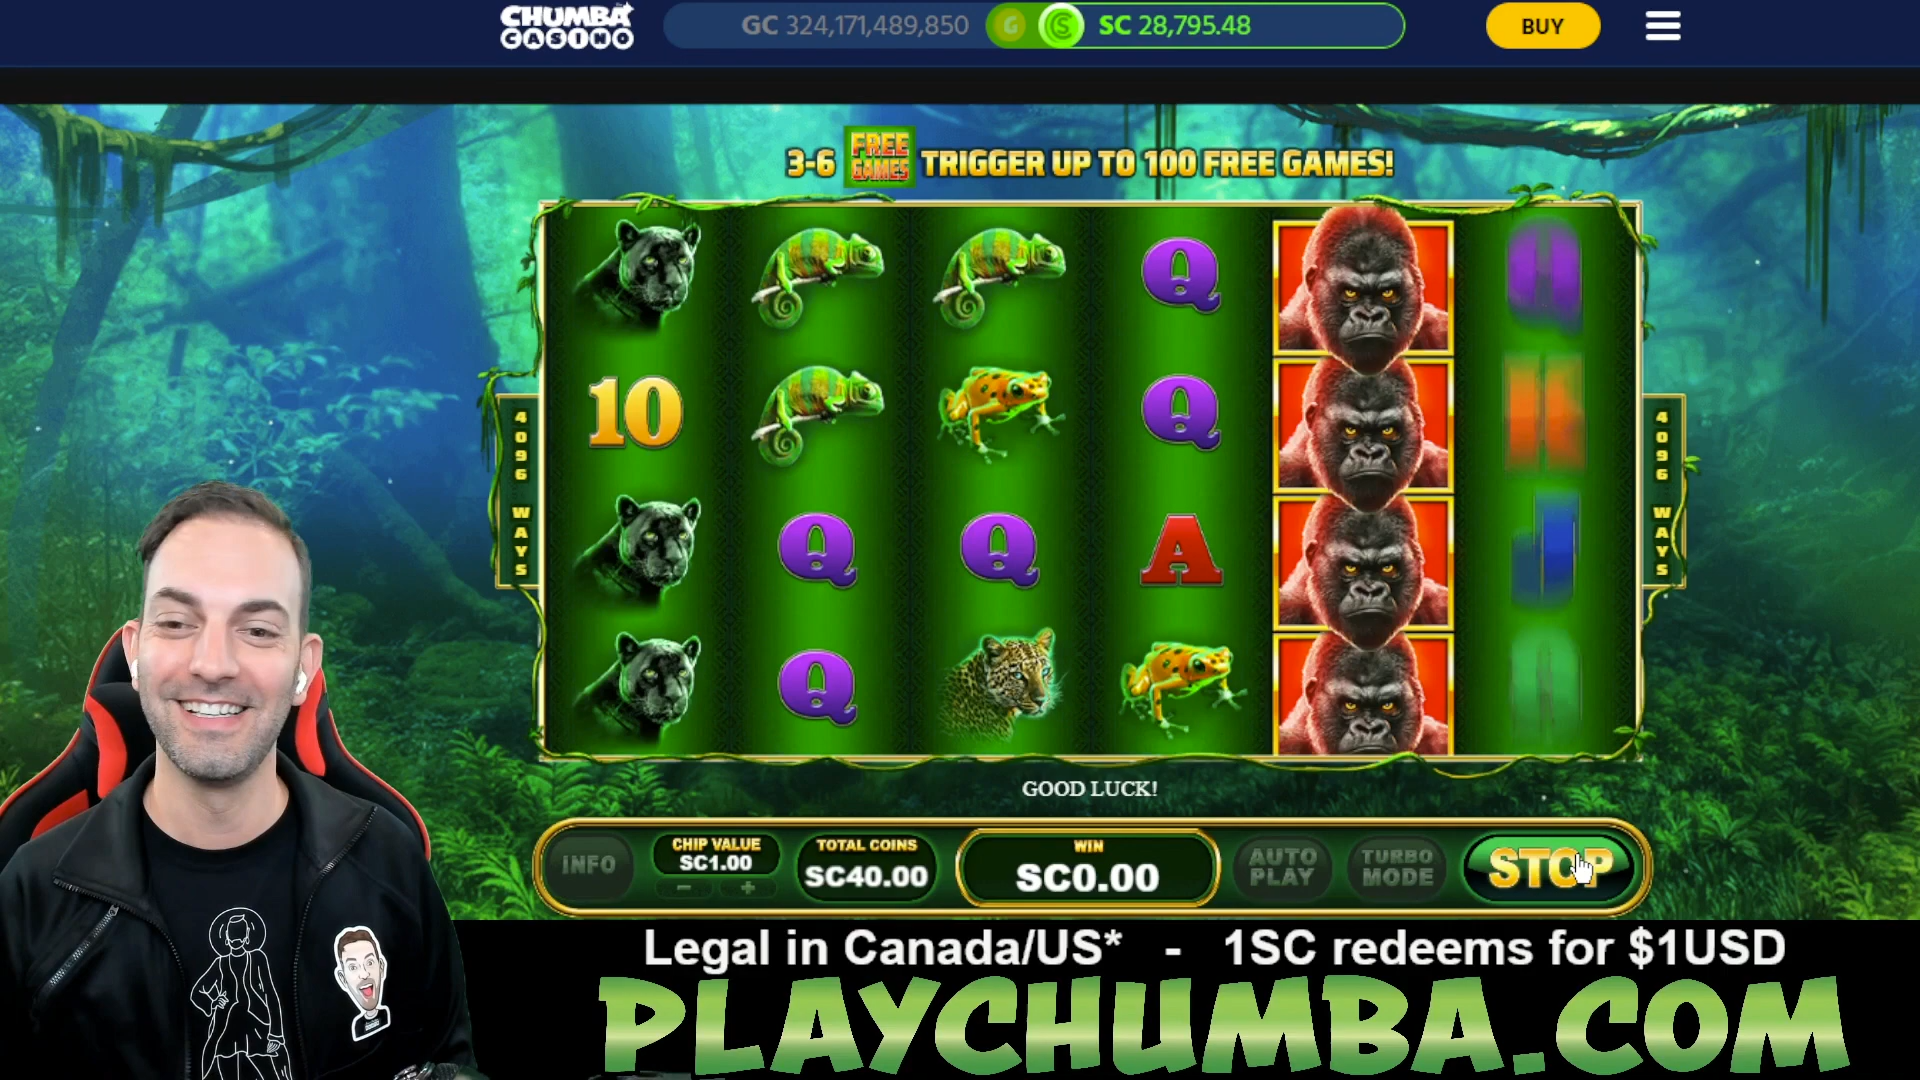 CHUMBA
CASINO
GC 324,171,489,850
G S SC 28,795.48
BUY
3-6 FREE GAMES TRIGGER UP TO 100 FREE GAMES!
Q
10
Q
Q
Q
A
Q
Q
K
J
4096 WAYS
4096 WAYS
GOOD LUCK!
INFO
CHIP VALUE
SC1.00
- +
TOTAL COINS
SC40.00
WIN
SC0.00
AUTO
PLAY
TURBO
MODE
STOP
Legal in Canada/US* - 1SC redeems for $1USD
PLAYCHUMBA.COM